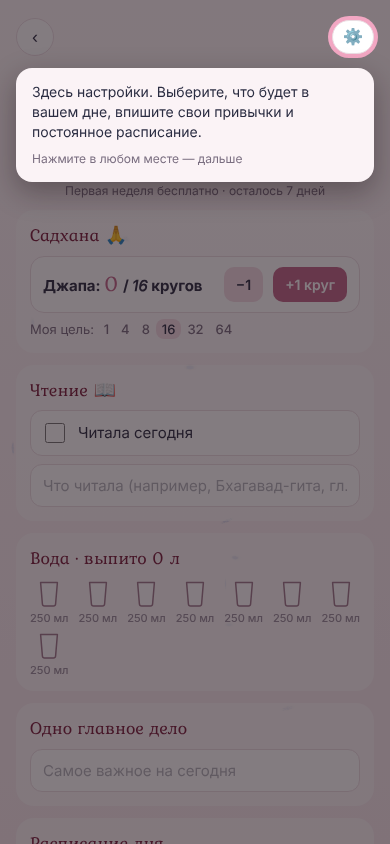 ‹ ⚙️
Здесь настройки. Выберите, что будет в
вашем дне, впишите свои привычки и
постоянное расписание.
Нажмите в любом месте — дальше
Первая неделя бесплатно · осталось 7 дней
Садхана 🙏
Джапа: 0 / 16 кругов −1 +1 круг
Моя цель: 1 4 8 16 32 64
Чтение 📖
Читала сегодня
Что читала (например, Бхагавад-гита, гл.
Вода · выпито 0 л
250 мл 250 мл 250 мл 250 мл 250 мл 250 мл 250 мл
250 мл
Одно главное дело
Самое важное на сегодня
Расписание дня